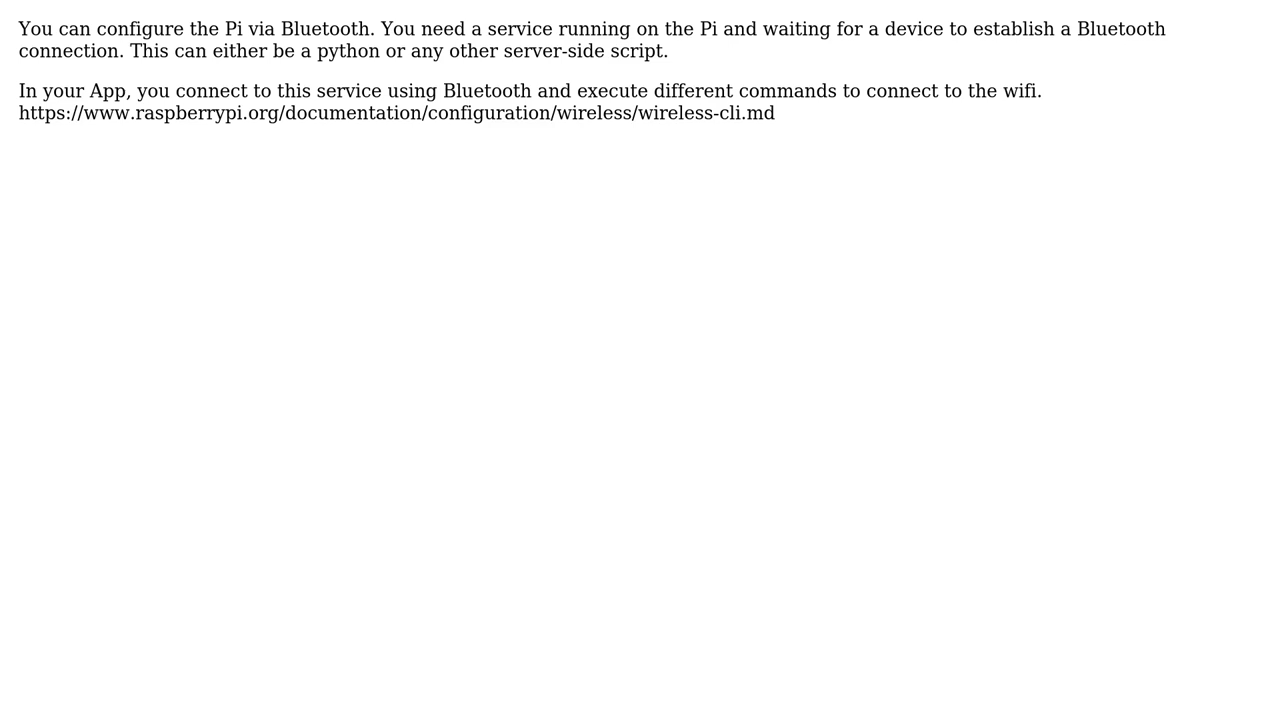 You can configure the Pi via Bluetooth. You need a service running on the Pi and waiting for a device to establish a Bluetooth
connection. This can either be a python or any other server-side script.
In your App, you connect to this service using Bluetooth and execute different commands to connect to the wifi.
https://www.raspberrypi.org/documentation/configuration/wireless/wireless-cli.md